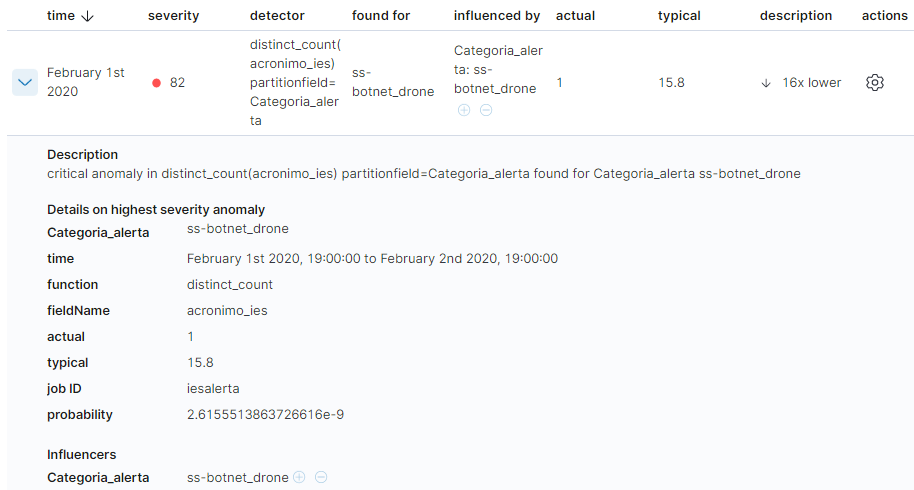 time severity detector found for influenced by actual typical description actions
February 1st 2020 82 distinct_count(acronimo_ies) partitionfield=Categoria_alerta ss-botnet_drone Categoria_alerta: ss-botnet_drone 1 15.8 16x lower
Description
critical anomaly in distinct_count(acronimo_ies) partitionfield=Categoria_alerta found for Categoria_alerta ss-botnet_drone
Details on highest severity anomaly
Categoria_alerta ss-botnet_drone
time February 1st 2020, 19:00:00 to February 2nd 2020, 19:00:00
function distinct_count
fieldName acronimo_ies
actual 1
typical 15.8
job ID iesalerta
probability 2.6155513863726616e-9
Influencers
Categoria_alerta ss-botnet_drone